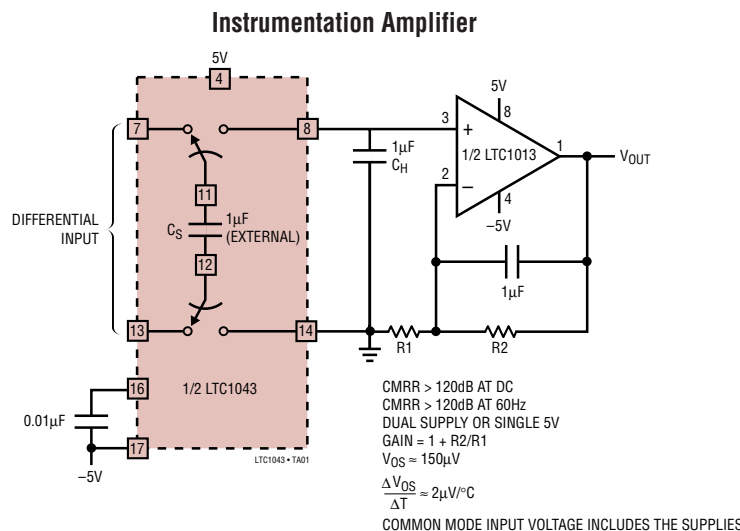 Instrumentation Amplifier
5V
4
7
8
11
CS
1µF
(EXTERNAL)
12
DIFFERENTIAL
INPUT
13
14
16
1/2 LTC1043
0.01µF
17
–5V
LTC1043 • TA01
1µF
CH
5V
8
3
+
1/2 LTC1013
1
VOUT
2
–
4
–5V
1µF
R1
R2
CMRR > 120dB AT DC
CMRR > 120dB AT 60Hz
DUAL SUPPLY OR SINGLE 5V
GAIN = 1 + R2/R1
VOS ≈ 150µV
ΔVOS
ΔT
≈ 2µV/°C
COMMON MODE INPUT VOLTAGE INCLUDES THE SUPPLIES